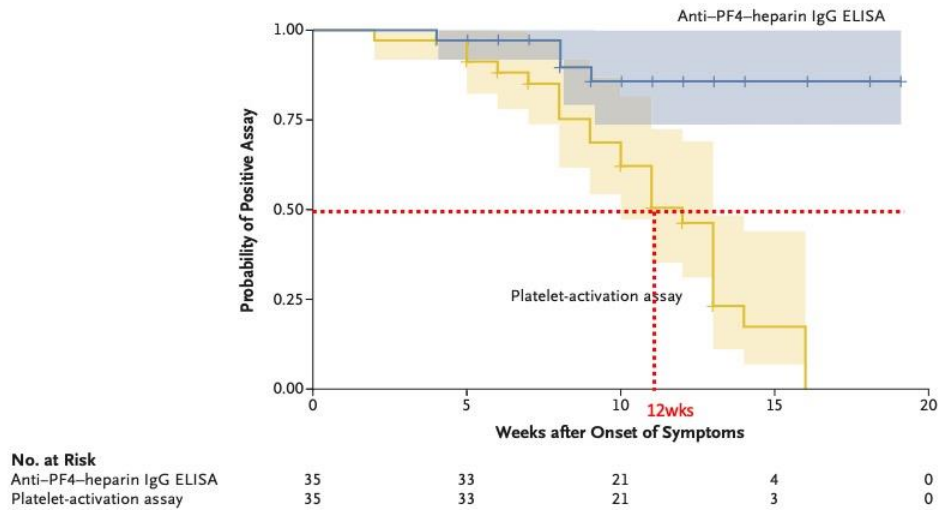 Anti–PF4–heparin IgG ELISA
1.00
0.75
0.50
0.25
0.00
Probability of Positive Assay
Platelet-activation assay
0 5 10 15 20
12wks
Weeks after Onset of Symptoms
No. at Risk
Anti–PF4–heparin IgG ELISA 35 33 21 4 0
Platelet-activation assay 35 33 21 3 0